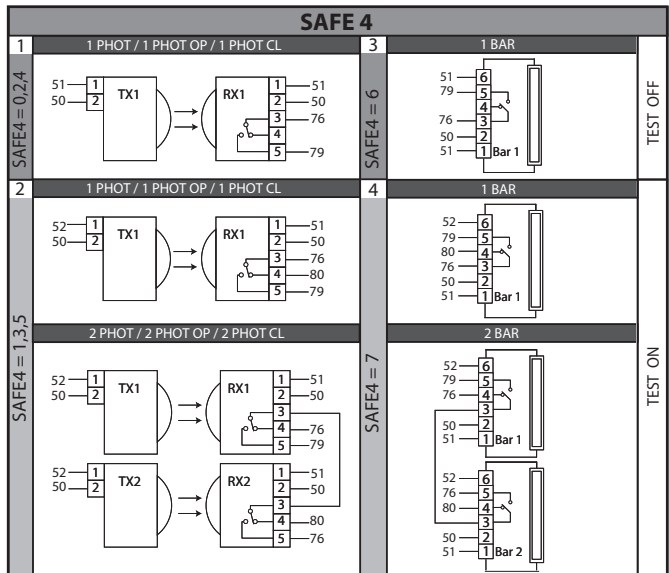 SAFE 4
1
1 PHOT / 1 PHOT OP / 1 PHOT CL
SAFE4 = 0,2,4
51 1
50 2
TX1
RX1
1 51
2 50
3 76
4
5 79
3
1 BAR
SAFE4 = 6
51 6
79 5
4
76 3
50 2
51 1 Bar 1
TEST OFF
2
1 PHOT / 1 PHOT OP / 1 PHOT CL
SAFE4 = 1,3,5
52 1
50 2
TX1
RX1
1 51
2 50
3 76
4 80
5 79
2 PHOT / 2 PHOT OP / 2 PHOT CL
52 1
50 2
TX1
RX1
1 51
2 50
3
4 76
5 79
52 1
50 2
TX2
RX2
1 51
2 50
3
4 80
5 76
4
1 BAR
SAFE4 = 7
52 6
79 5
80 4
76 3
50 2
51 1 Bar 1
2 BAR
52 6
79 5
76 4
3
50 2
51 1 Bar 1
52 6
76 5
80 4
3
50 2
51 1 Bar 2
TEST ON